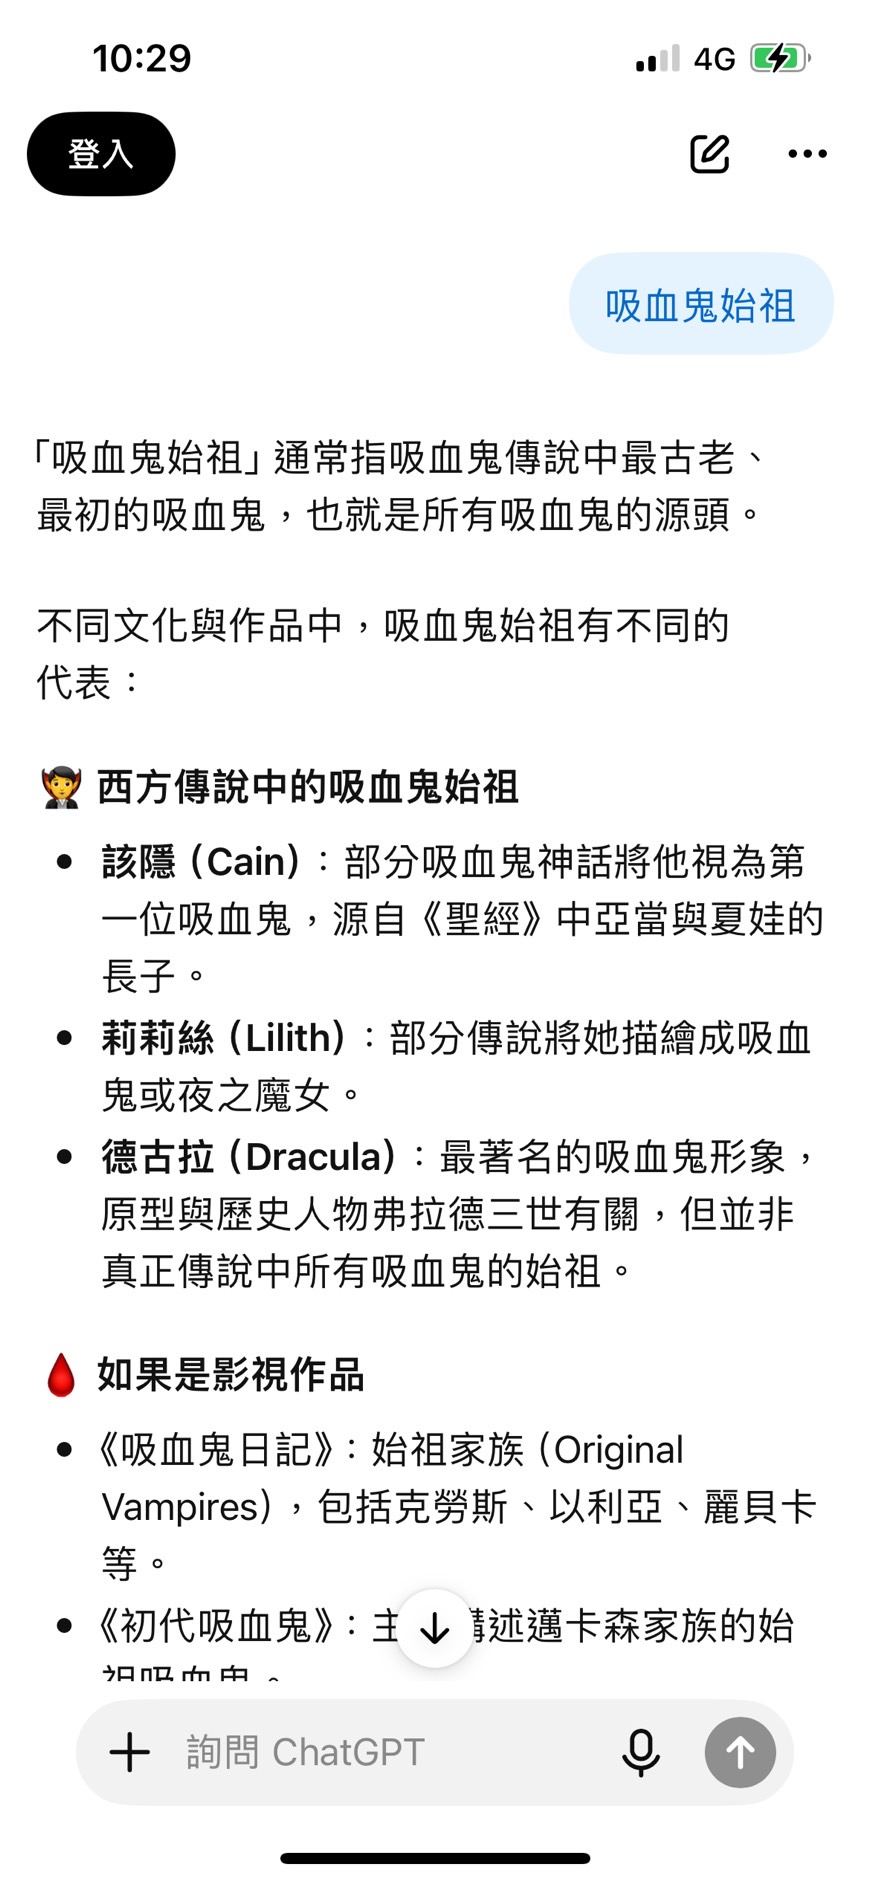 10:29
4G
登入
吸血鬼始祖
「吸血鬼始祖」通常指吸血鬼傳說中最古老、
最初的吸血鬼，也就是所有吸血鬼的源頭。
不同文化與作品中，吸血鬼始祖有不同的
代表：
🧛 西方傳說中的吸血鬼始祖
• 該隱（Cain）：部分吸血鬼神話將他視為第
一位吸血鬼，源自《聖經》中亞當與夏娃的
長子。
• 莉莉絲（Lilith）：部分傳說將她描繪成吸血
鬼或夜之魔女。
• 德古拉（Dracula）：最著名的吸血鬼形象，
原型與歷史人物弗拉德三世有關，但並非
真正傳說中所有吸血鬼的始祖。
🩸 如果是影視作品
• 《吸血鬼日記》：始祖家族（Original
Vampires），包括克勞斯、以利亞、麗貝卡
等。
• 《初代吸血鬼》：主 述邁卡森家族的始
祖吸血鬼。
詢問 ChatGPT